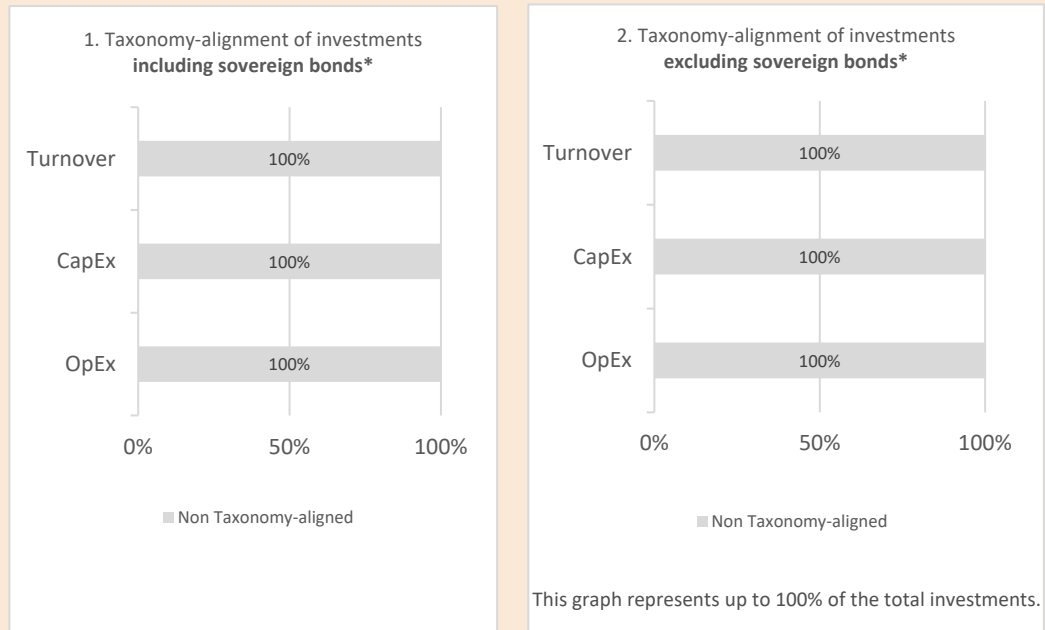 1. Taxonomy-alignment of investments
including sovereign bonds*
Turnover
100%
CapEx
100%
OpEx
100%
0%
50%
100%
Non Taxonomy-aligned
2. Taxonomy-alignment of investments
excluding sovereign bonds*
Turnover
100%
CapEx
100%
OpEx
100%
0%
50%
100%
Non Taxonomy-aligned
This graph represents up to 100% of the total investments.